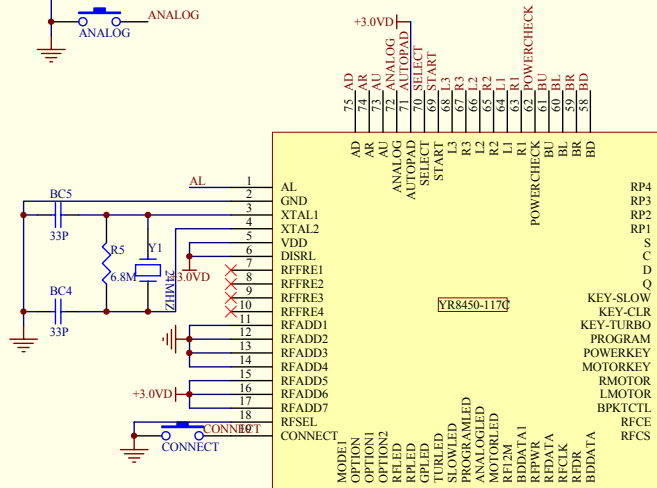 ANALOG
ANALOG
+3.0VD
AD
AR
AU
ANALOG
AUTOPAD
SELECT
START
L3
R3
L2
R2
L1
R1
POWERCHECK
BU
BL
BR
BD
75
74
73
72
71
70
69
68
67
66
65
64
63
62
61
60
59
58
AD
AR
AU
ANALOG
AUTOPAD
SELECT
START
L3
R3
L2
R2
L1
R1
POWERCHECK
BU
BL
BR
BD
AL
1
AL
2
GND
3
XTAL1
4
XTAL2
5
VDD
6
DISRL
7
RFFRE1
8
RFFRE2
9
RFFRE3
10
RFFRE4
11
RFADD1
12
RFADD2
13
RFADD3
14
RFADD4
15
RFADD5
16
RFADD6
17
RFADD7
18
RFSEL
19
CONNECT
BC5
33P
R5
6.8M
Y1
24MHZ
+3.0VD
BC4
33P
+3.0VD
CONNECT
CONNECT
YR8450-117C
RP4
RP3
RP2
RP1
S
C
D
Q
KEY-SLOW
KEY-CLR
KEY-TURBO
PROGRAM
POWERKEY
MOTORKEY
RMOTOR
LMOTOR
BPKTCTL
RFCE
RFCS
MODE1
OPTION
OPTION1
OPTION2
RFLED
RPLED
GPLED
TURLED
SLOWLED
PROGRAMLED
ANALOGLED
MOTORLED
RF12M
BDDATA1
RFPWR
RFDATA
RFCLK
RFDR
BDDATA